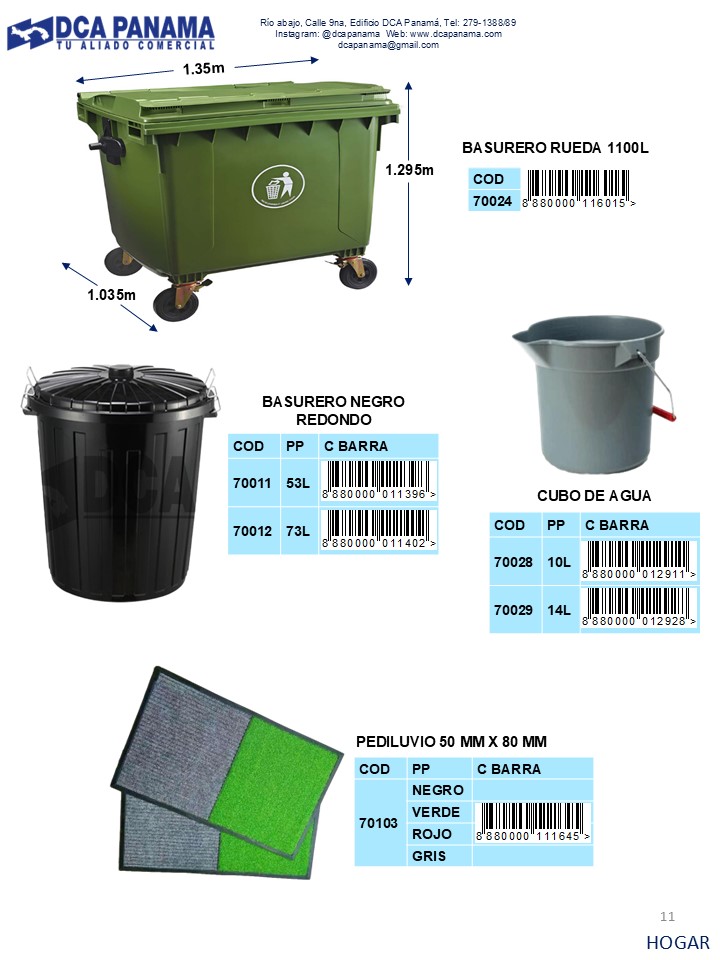 DCA PANAMA
TU ALIADO COMERCIAL
Río abajo, Calle 9na, Edificio DCA Panamá, Tel: 279-1388/89
Instagram: @dcapanama Web: www.dcapanama.com
dcapanama@gmail.com
1.35m
1.295m
1.035m
BASURERO RUEDA 1100L
COD
70024 8 880000 116015 >
BASURERO NEGRO
REDONDO
COD PP C BARRA
70011 53L 8 880000 011396 >
70012 73L 8 880000 011402 >
DCA
CUBO DE AGUA
COD PP C BARRA
70028 10L 8 880000 012911 >
70029 14L 8 880000 012928 >
PEDILUVIO 50 MM X 80 MM
COD PP C BARRA
70103
NEGRO
VERDE
ROJO
GRIS
8 880000 111645 >
11
HOGAR